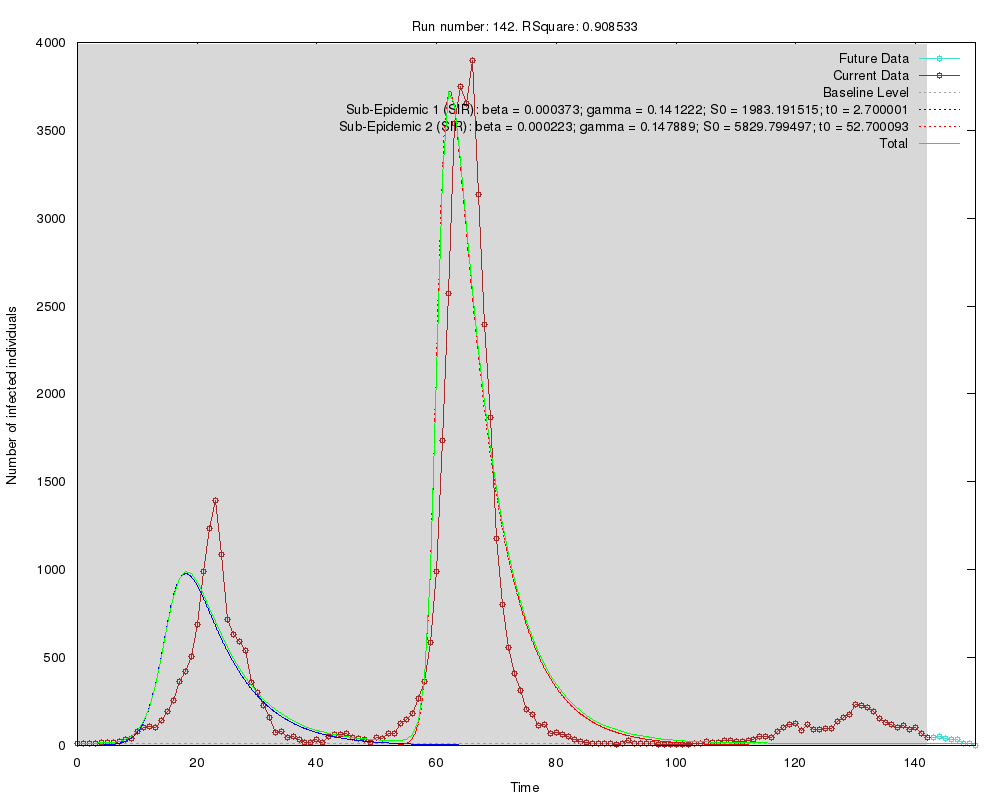 Run number: 142. RSquare: 0.908533
4000
3500
3000
2500
2000
1500
1000
500
0
Number of infected individuals
Future Data
Current Data
Baseline Level
Sub-Epidemic 1 (SIR): beta = 0.000373; gamma = 0.141222; S0 = 1983.191515; t0 = 2.700001
Sub-Epidemic 2 (SIR): beta = 0.000223; gamma = 0.147889; S0 = 5829.799497; t0 = 52.700093
Total
0 20 40 60 80 100 120 140
Time